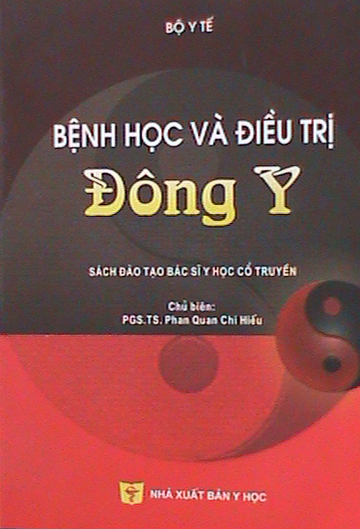 BỘ Y TẾ
BỆNH HỌC VÀ ĐIỀU TRỊ
Đông Y
SÁCH ĐÀO TẠO BÁC SĨ Y HỌC CỔ TRUYỀN
Chủ biên:
PGS.TS. Phan Quan Chí Hiếu
NHÀ XUẤT BẢN Y HỌC